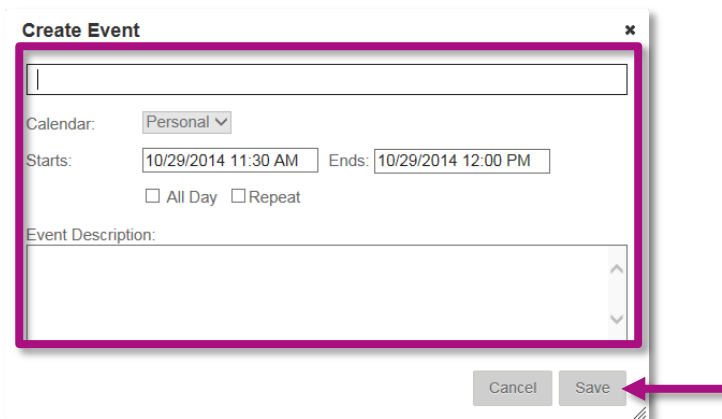 Create Event
Calendar: Personal
Starts: 10/29/2014 11:30 AM Ends: 10/29/2014 12:00 PM
All Day Repeat
Event Description:
Cancel Save